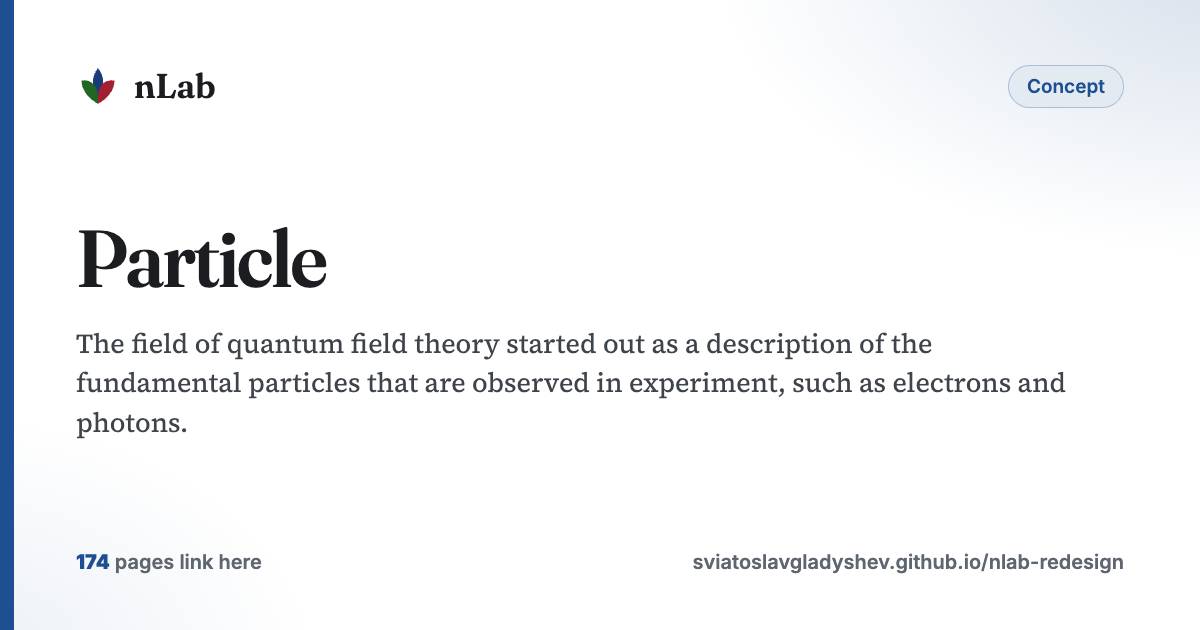 nLab
Concept
Particle
The field of quantum field theory started out as a description of the
fundamental particles that are observed in experiment, such as electrons and
photons.
174 pages link here
sviatoslavgladyshev.github.io/nlab-redesign